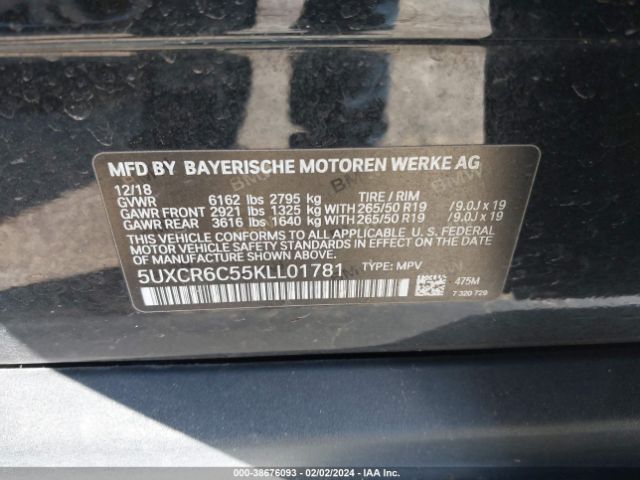 MFD BY BAYERISCHE MOTOREN WERKE AG
12/18
GVWR 6162 lbs 2795 kg TIRE / RIM
GAWR FRONT 2921 lbs 1325 kg WITH 265/50 R19 /9.0J x 19
GAWR REAR 3616 lbs 1640 kg WITH 265/50 R19 /9.0J x 19
THIS VEHICLE CONFORMS TO ALL APPLICABLE U.S. FEDERAL
MOTOR VEHICLE SAFETY STANDARDS IN EFFECT ON THE DATE
OF MANUFACTURE SHOWN ABOVE.
5UXCR6C55KLL01781 TYPE: MPV
475M
7 320 729
000-38676093 - 02/02/2024 - IAA Inc.